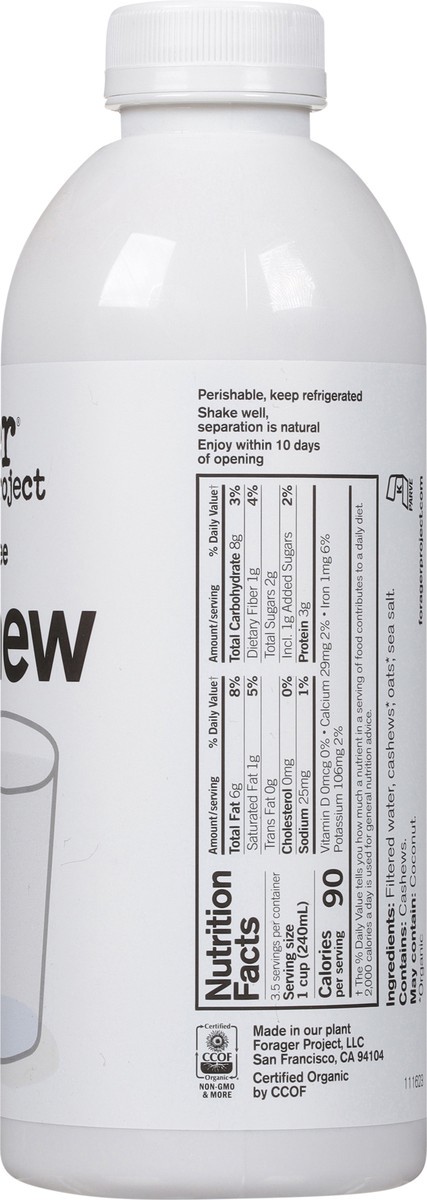 r®
roject
ee
ew
Perishable, keep refrigerated
Shake well,
separation is natural
Enjoy within 10 days
of opening
Nutrition
Facts
3.5 servings per container
Serving size
1 cup (240mL)
Calories
per serving 90
Amount/serving % Daily Value†
Total Fat 6g 8%
Saturated Fat 1g 5%
Trans Fat 0g
Cholesterol 0mg 0%
Sodium 25mg 1%
Amount/serving % Daily Value†
Total Carbohydrate 8g 3%
Dietary Fiber 1g 4%
Total Sugars 2g
Incl. 1g Added Sugars 2%
Protein 3g
Vitamin D 0mcg 0% • Calcium 29mg 2% • Iron 1mg 6%
Potassium 106mg 2%
† The % Daily Value tells you how much a nutrient in a serving of food contributes to a daily diet.
2,000 calories a day is used for general nutrition advice.
Ingredients: Filtered water, cashews,* oats,* sea salt.
Contains: Cashews.
May contain: Coconut.
*Organic
K
PARVE
foragerproject.com
Certified
CCOF
Organic
NON-GMO
& MORE
Made in our plant
Forager Project, LLC
San Francisco, CA 94104
Certified Organic
by CCOF
111623